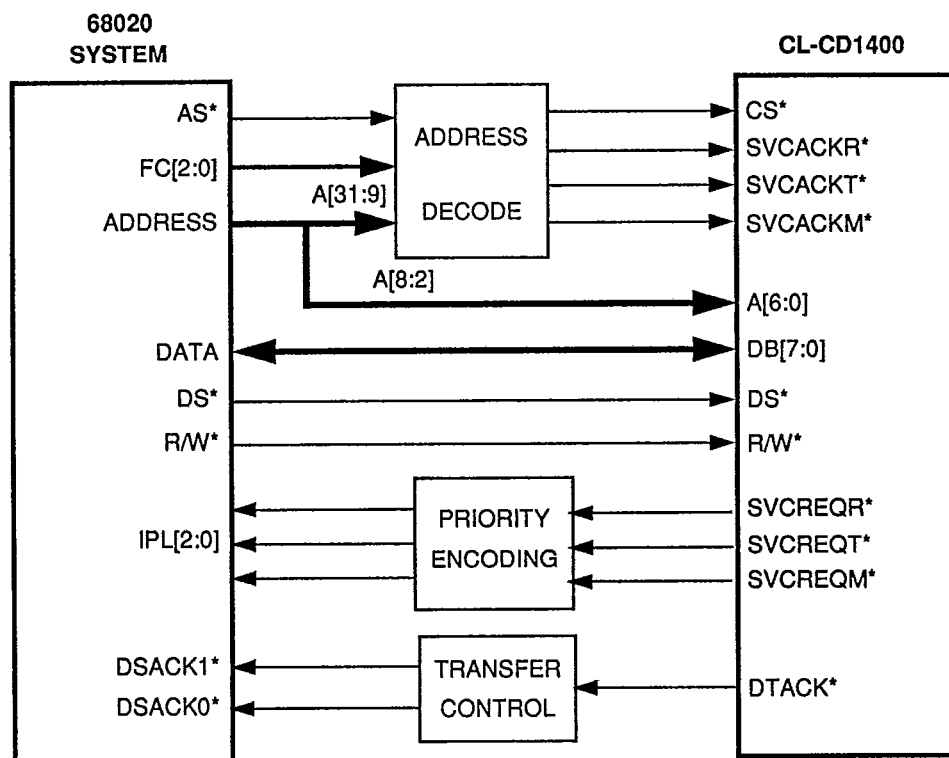 68020
SYSTEM
CL-CD1400
AS*
FC[2:0]
ADDRESS
A[31:9]
A[8:2]
ADDRESS
DECODE
CS*
SVCACKR*
SVCACKT*
SVCACKM*
A[6:0]
DATA
DB[7:0]
DS*
DS*
R/W*
R/W*
IPL[2:0]
PRIORITY
ENCODING
SVCREQR*
SVCREQT*
SVCREQM*
DSACK1*
DSACK0*
TRANSFER
CONTROL
DTACK*